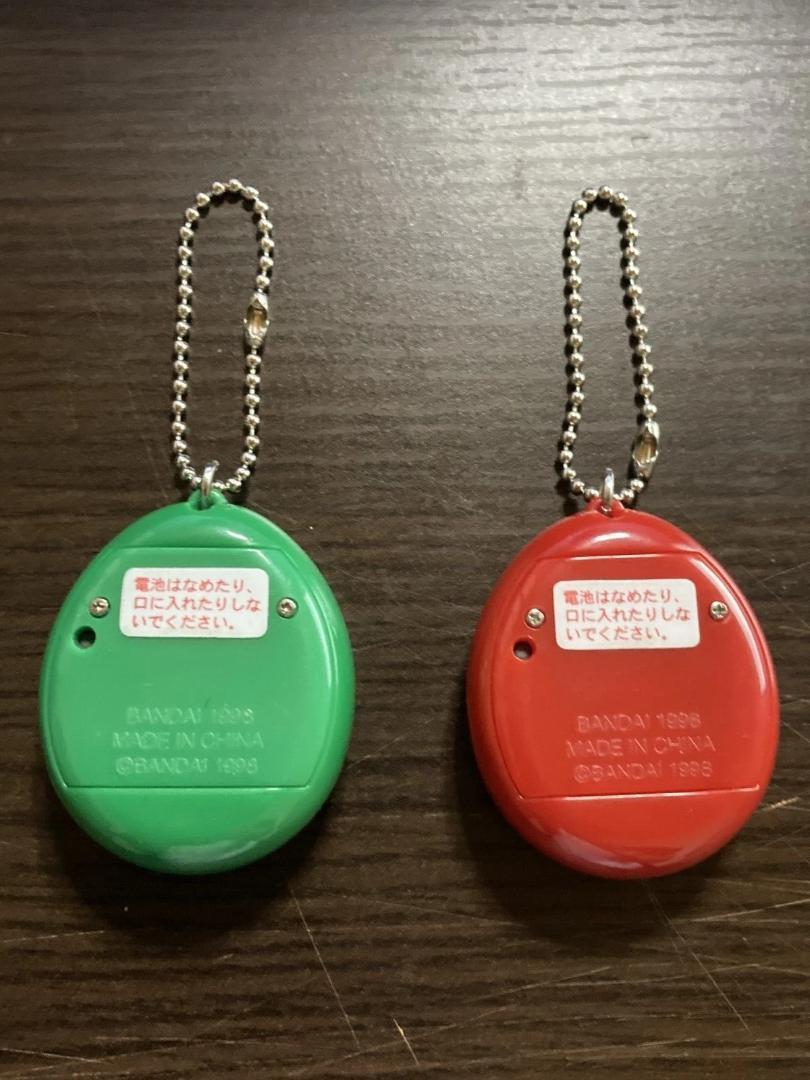 電池はなめたり、
口に入れたりしな
いでください。
BANDAI 1998
MADE IN CHINA
©BANDAI 1998
電池はなめたり、
口に入れたりしな
いでください。
BANDAI 1998
MADE IN CHINA
©BANDAI 1998